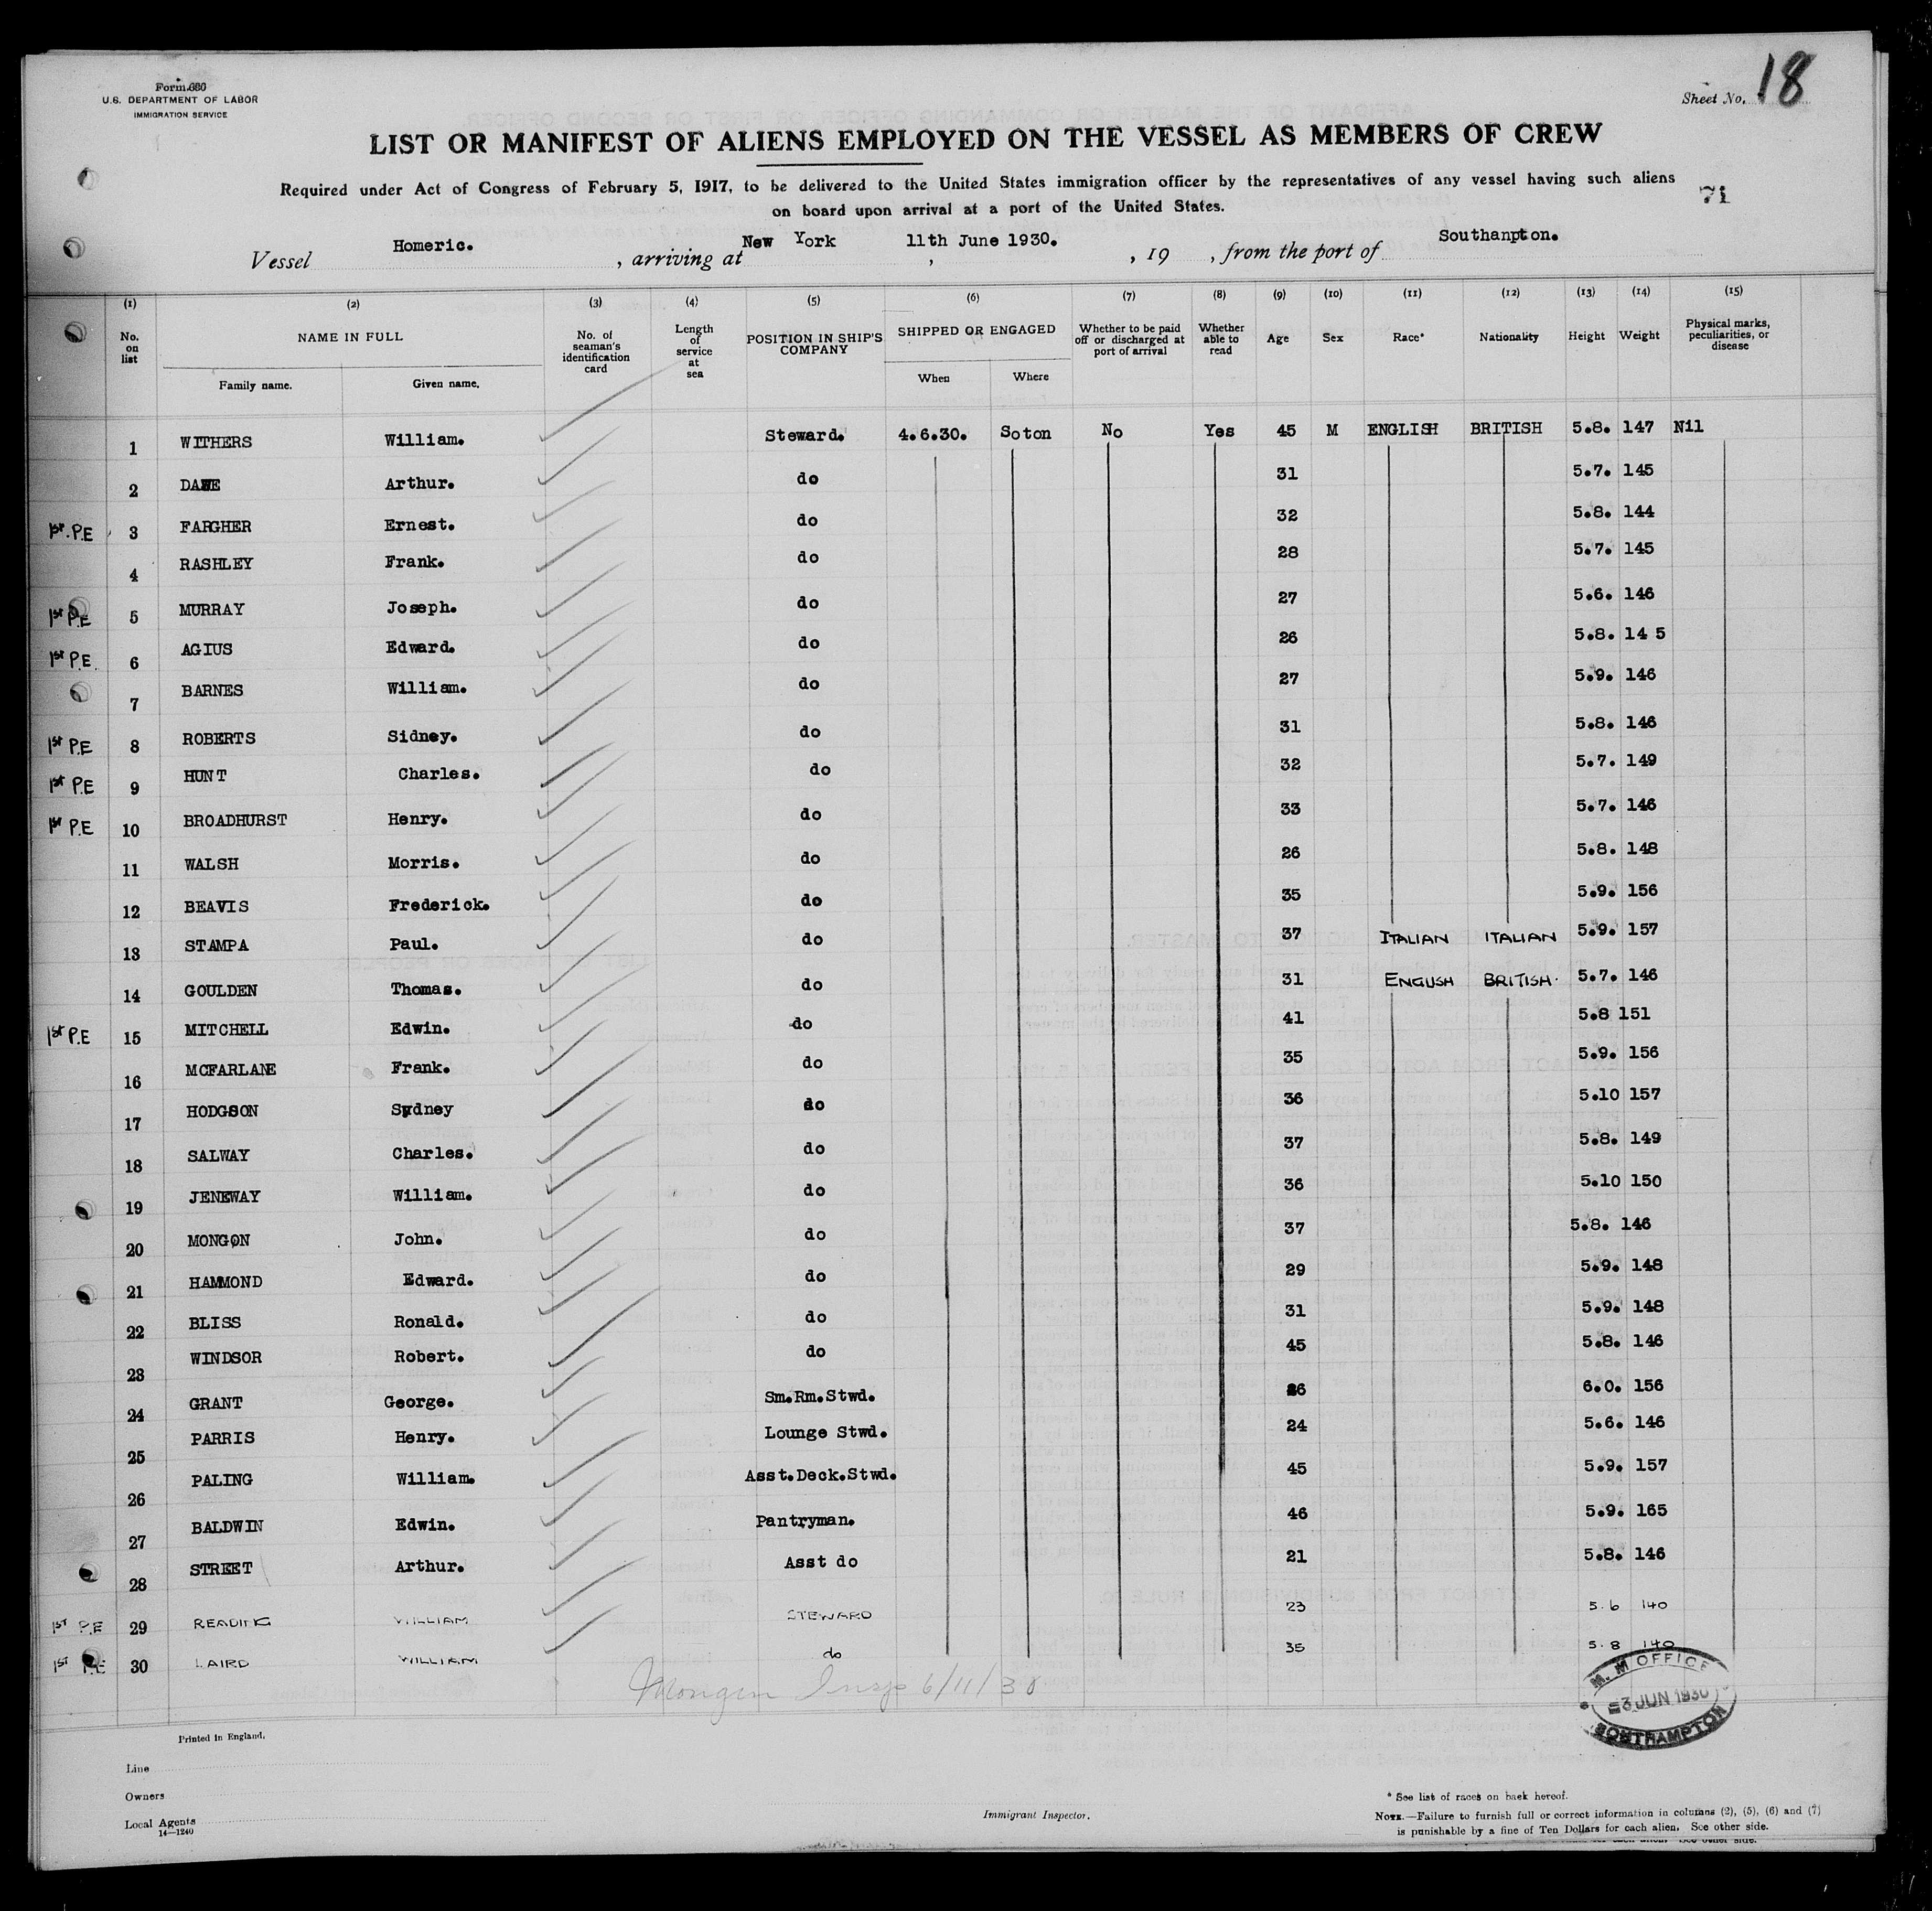 Form 680
U.S. DEPARTMENT OF LABOR
IMMIGRATION SERVICE
Sheet No. 18
LIST OR MANIFEST OF ALIENS EMPLOYED ON THE VESSEL AS MEMBERS OF CREW
Required under Act of Congress of February 5, 1917, to be delivered to the United States immigration officer by the representatives of any vessel having such aliens
on board upon arrival at a port of the United States.
71
Vessel Homeric. , arriving at New York , 11th June 1930. , 19 , from the port of Southanpton.
(1) (2) (3) (4) (5) (6) (7) (8) (9) (10) (11) (12) (13) (14) (15)
No. on list NAME IN FULL No. of seaman's identification card Length of service at sea POSITION IN SHIP'S COMPANY SHIPPED OR ENGAGED Whether to be paid off or discharged at port of arrival Whether able to read Age Sex Race* Nationality Height Weight Physical marks, peculiarities, or disease
Family name. Given name. When Where
1 WITHERS William. Steward. 4.6.30. Soton No Yes 45 M ENGLISH BRITISH 5.8. 147 Nil
2 DAWE Arthur. do 31 5.7. 145
1st P.E 3 FARGHER Ernest. do 32 5.8. 144
4 RASHLEY Frank. do 28 5.7. 145
1st P.E 5 MURRAY Joseph. do 27 5.6. 146
1st P.E. 6 AGIUS Edward. do 26 5.8. 14 5
7 BARNES William. do 27 5.9. 146
1st P.E 8 ROBERTS Sidney. do 31 5.8. 146
1st P.E 9 HUNT Charles. do 32 5.7. 149
1st P.E 10 BROADHURST Henry. do 33 5.7. 146
11 WALSH Morris. do 26 5.8. 148
12 BEAVIS Frederick. do 35 5.9. 156
13 STAMPA Paul. do 37 ITALIAN ITALIAN 5.9. 157
14 GOULDEN Thomas. do 31 ENGLISH BRITISH. 5.7. 146
1st P.E 15 MITCHELL Edwin. do 41 5.8 151
16 MCFARLANE Frank. do 35 5.9. 156
17 HODGSON Sydney do 36 5.10 157
18 SALWAY Charles. do 37 5.8. 149
19 JENEWAY William. do 36 5.10 150
20 MONGON John. do 37 5.8. 146
21 HAMMOND Edward. do 29 5.9. 148
22 BLISS Ronald. do 31 5.9. 148
23 WINDSOR Robert. do 45 5.8. 146
24 GRANT George. Sm.Rm.Stwd. 26 6.0. 156
25 PARRIS Henry. Lounge Stwd. 24 5.6. 146
26 PALING William. Asst.Deck.Stwd. 45 5.9. 157
27 BALDWIN Edwin. Pantryman. 46 5.9. 165
28 STREET Arthur. Asst do 21 5.8. 146
1st P.E 29 READING WILLIAM STEWARD 23 5.6 140
1st P.E 30 LAIRD WILLIAM do 35 5.8 140
Insp 6/11/30
M. M OFFICE
3 JUN 1930
SOUTHAMPTON
Printed in England.
Line
Owners
Local Agents
14—1240
Immigrant Inspector.
* See list of races on back hereof.
NOTE.—Failure to furnish full or correct information in columns (2), (5), (6) and (7)
is punishable by a fine of Ten Dollars for each alien. See other side.